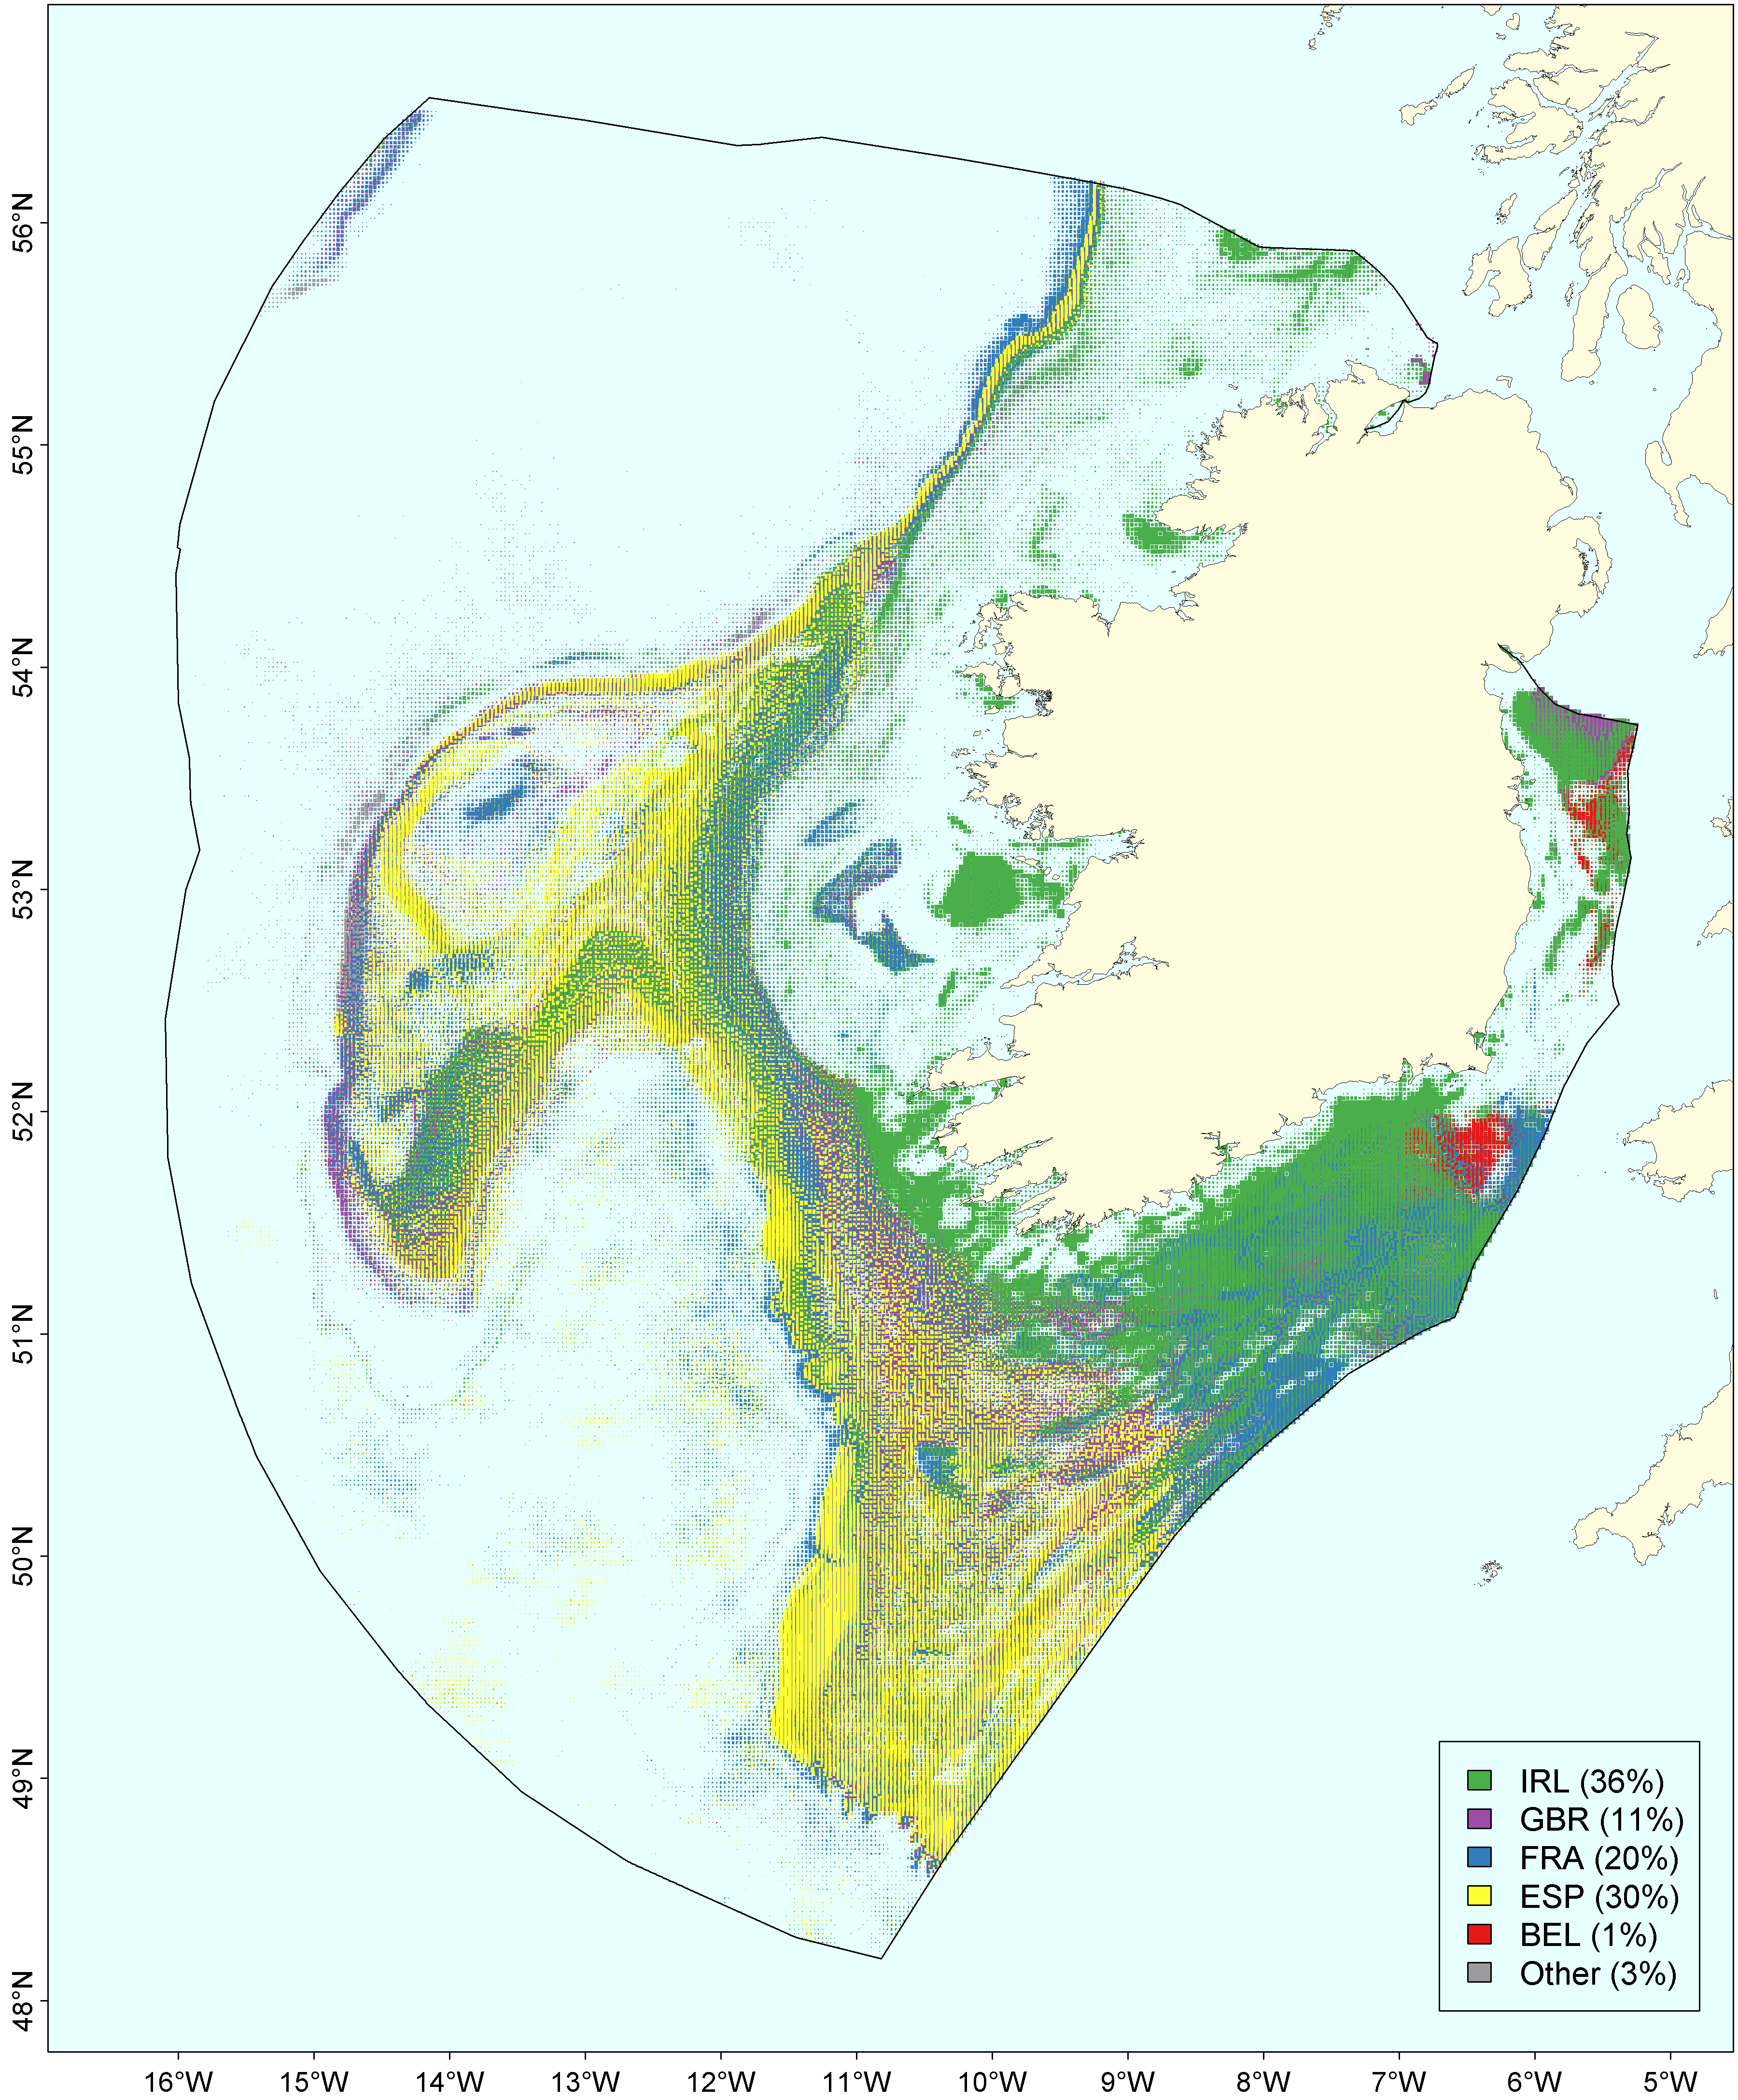 56°N
55°N
54°N
53°N
52°N
51°N
50°N
49°N
48°N
IRL (36%)
GBR (11%)
FRA (20%)
ESP (30%)
BEL (1%)
Other (3%)
16°W
15°W
14°W
13°W
12°W
11°W
10°W
9°W
8°W
7°W
6°W
5°W